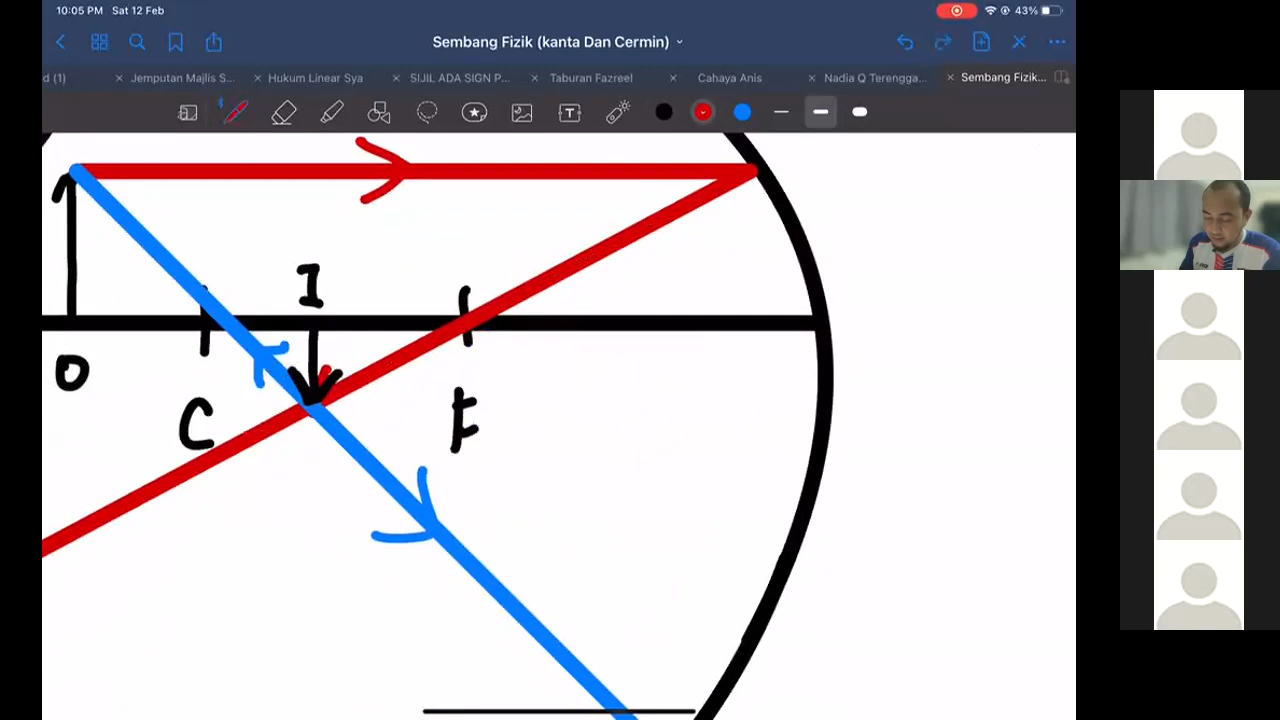 10:05 PM Sat 12 Feb 43%
Sembang Fizik (kanta Dan Cermin)
d (1) Jemputan Majlis S... Hukum Linear Sya SIJIL ADA SIGN P... Taburan Fazreel Cahaya Anis Nadia Q Terengga... Sembang Fizik...
I
O
C
F